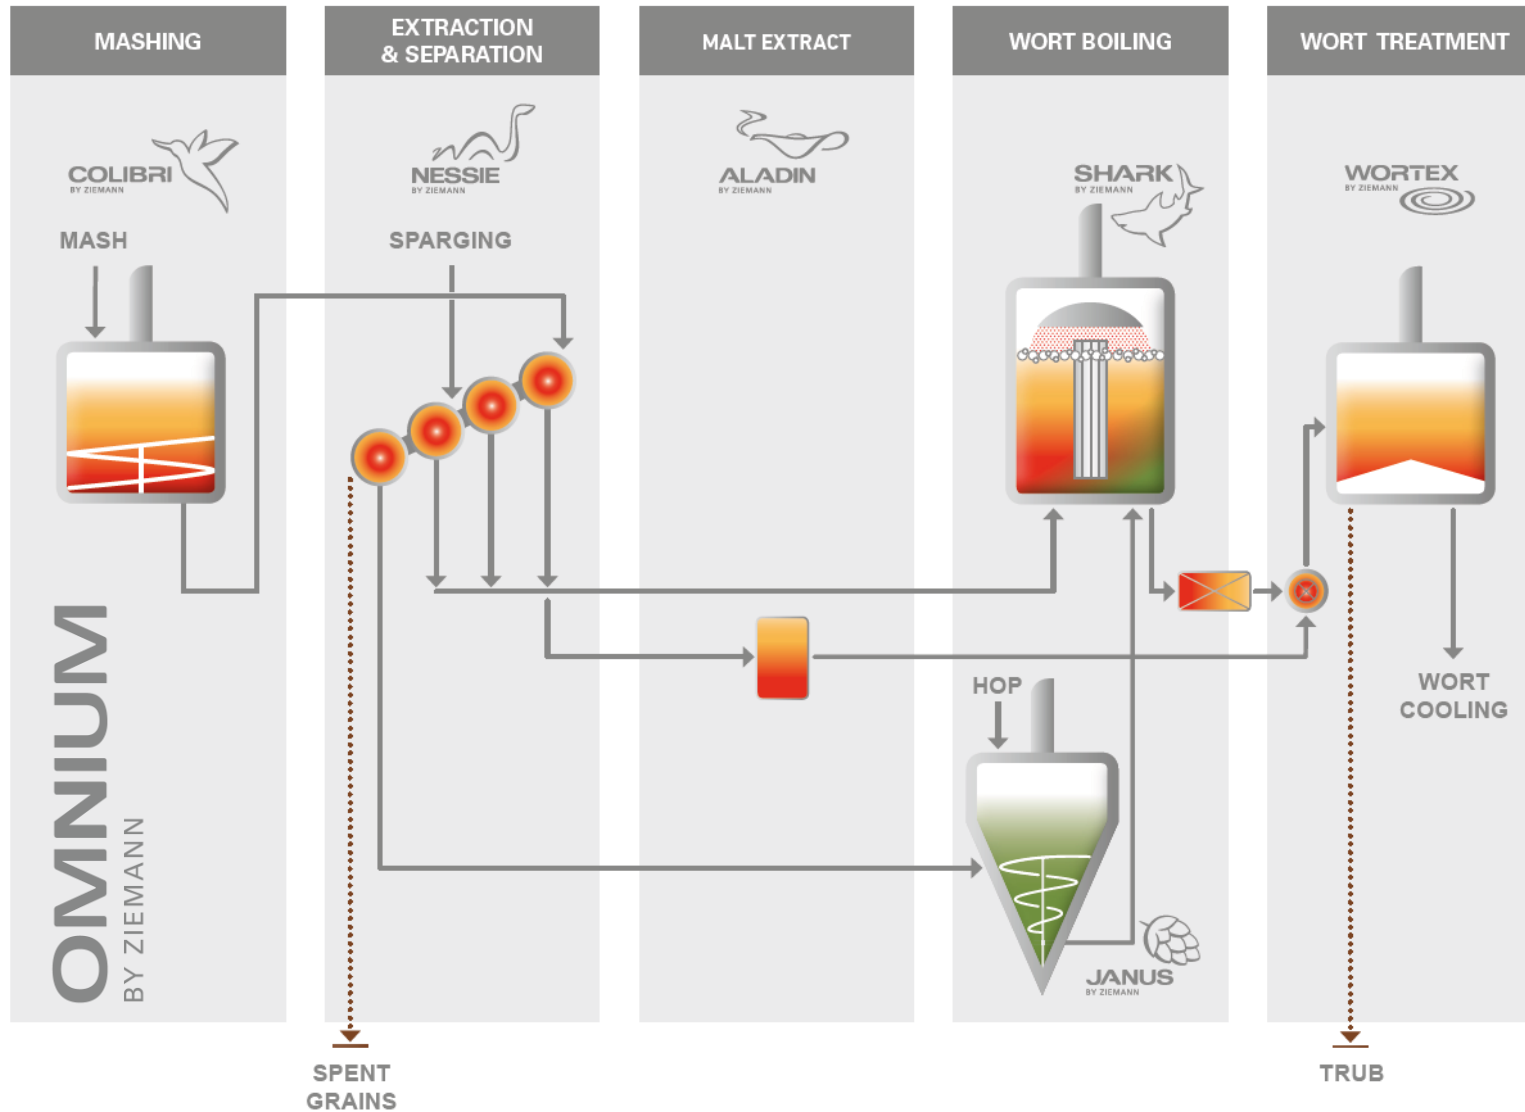 MASHING
EXTRACTION
& SEPARATION
MALT EXTRACT
WORT BOILING
WORT TREATMENT
COLIBRI
BY ZIEMANN
NESSIE
BY ZIEMANN
ALADIN
BY ZIEMANN
SHARK
BY ZIEMANN
WORTEX
BY ZIEMANN
MASH
SPARGING
HOP
WORT
COOLING
JANUS
BY ZIEMANN
OMNIUM
BY ZIEMANN
SPENT
GRAINS
TRUB